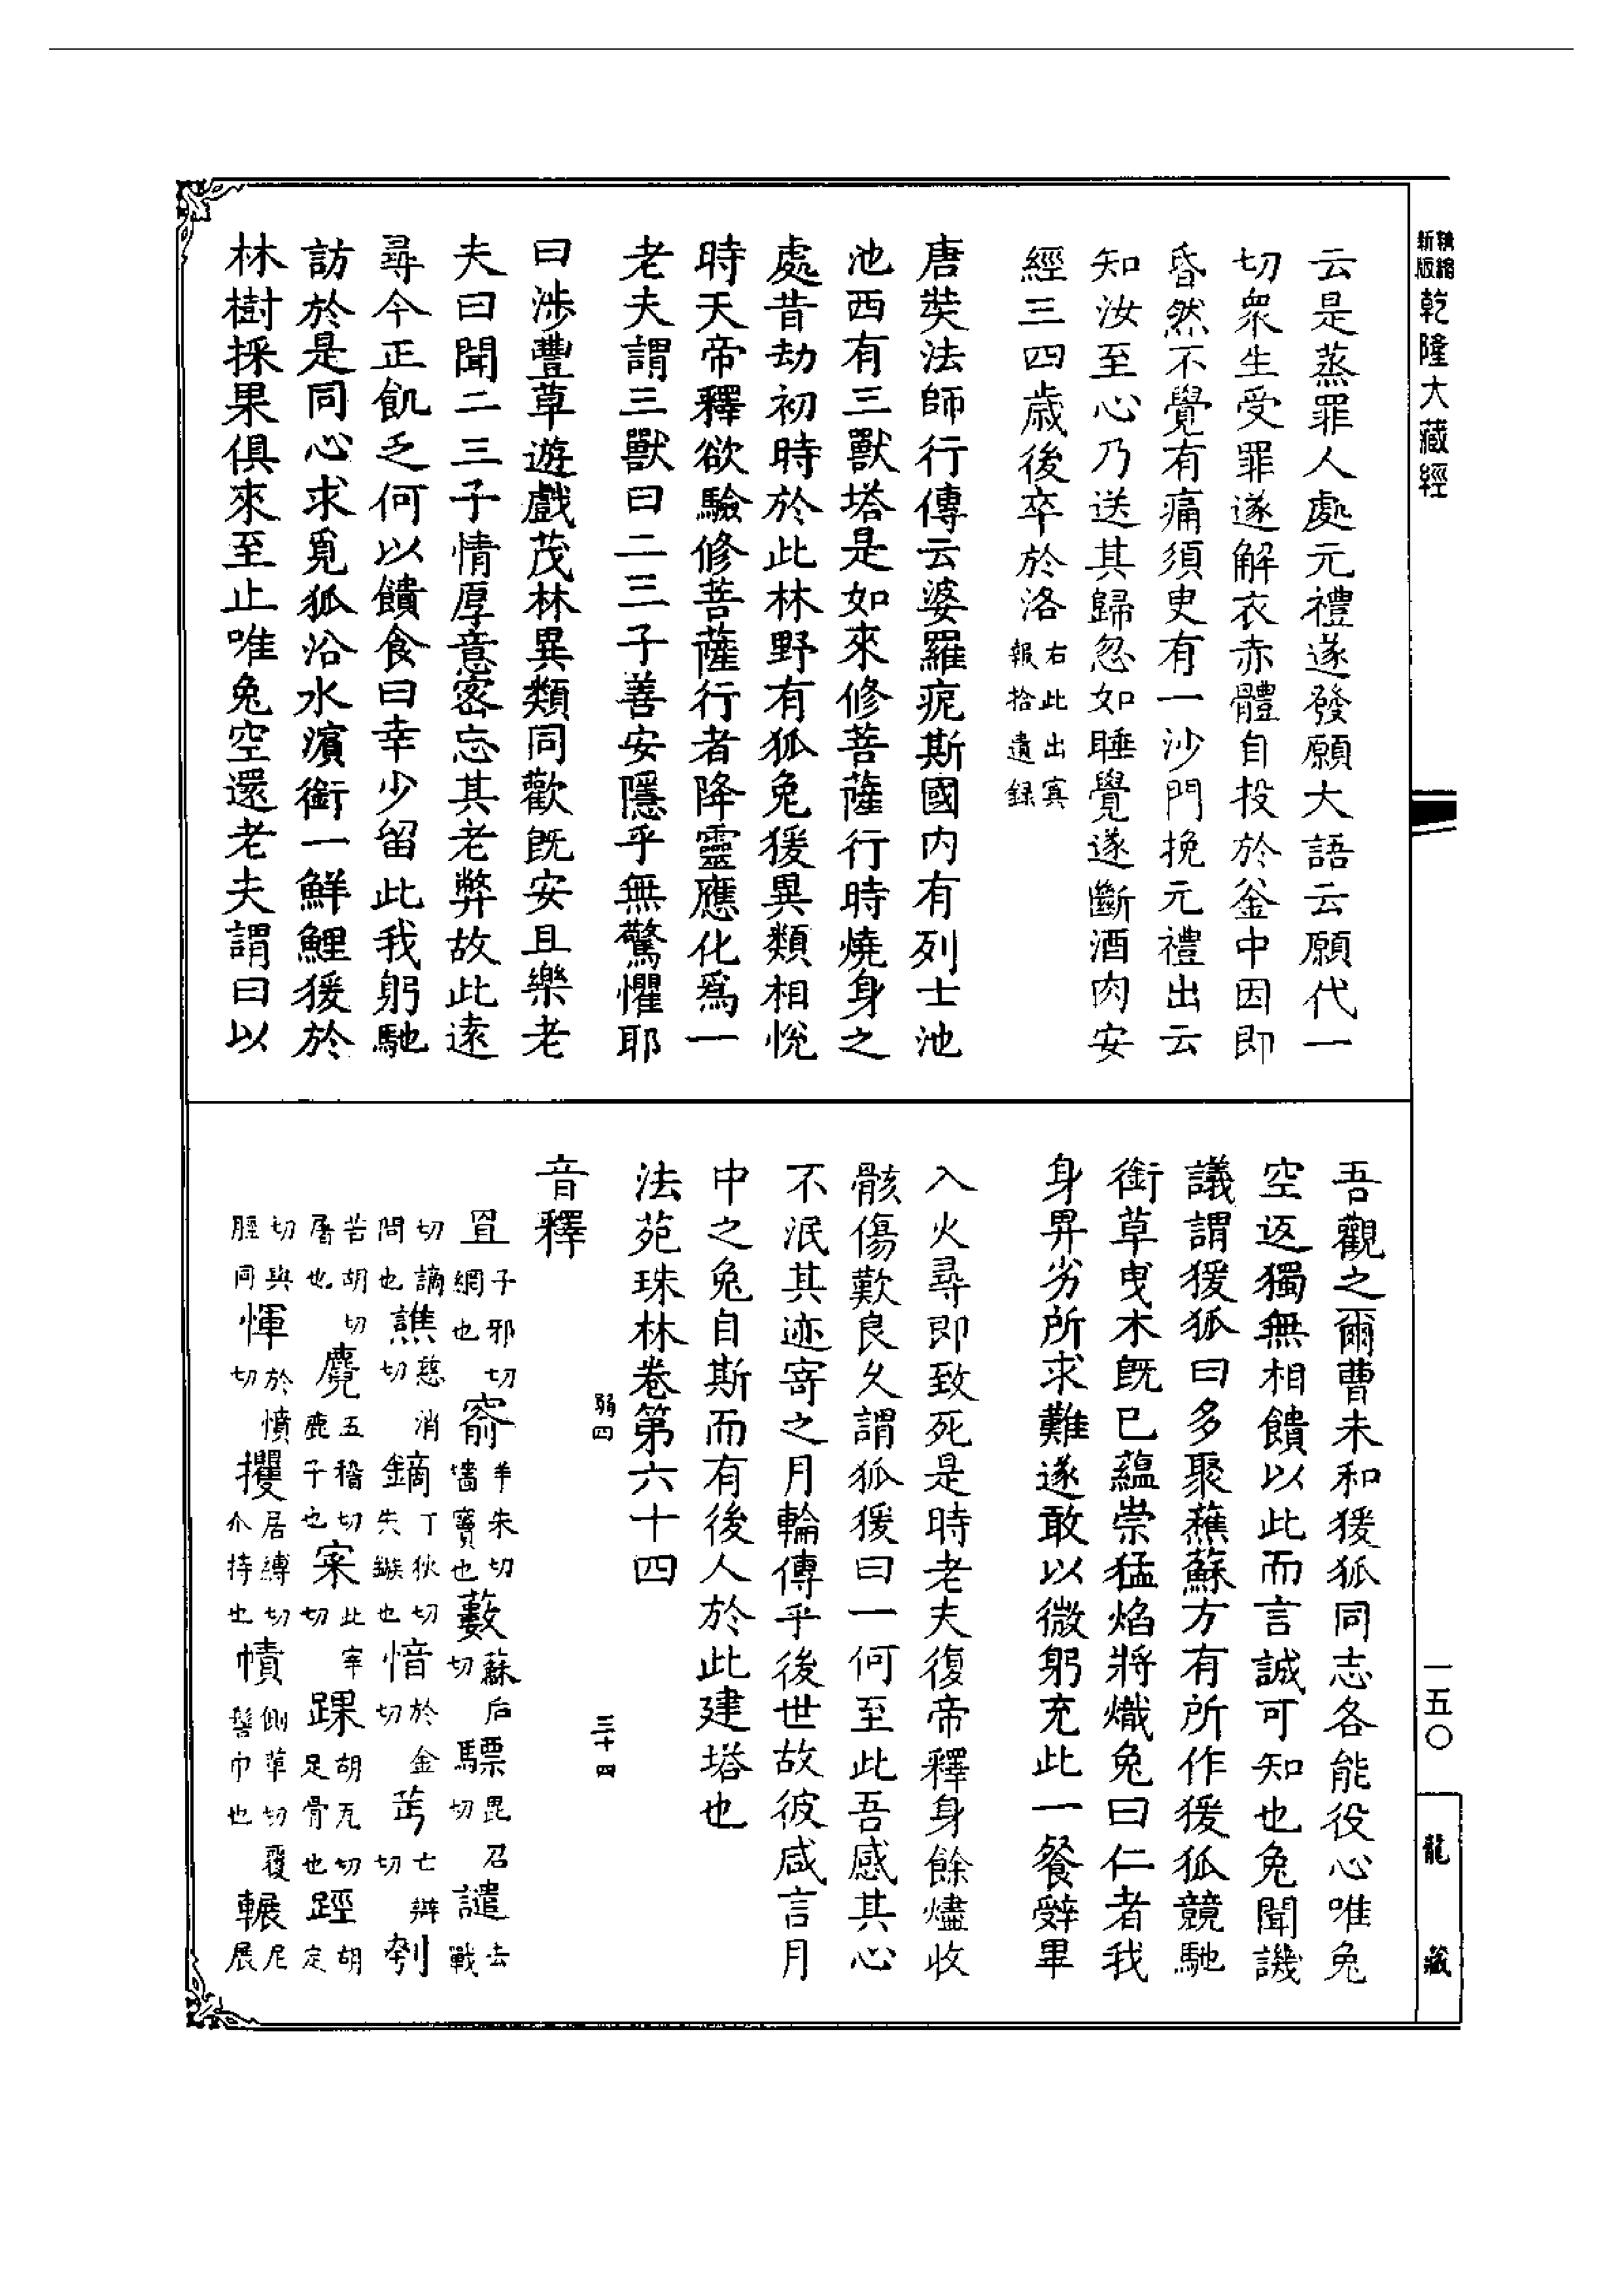 新版精縮乾隆大藏經
云是蒸罪人處元禮遂發願大語云願代一
切衆生受罪遂解衣赤體自投於釜中因即
昏然不覺有痛須臾有一沙門挽元禮出云
知汝至心乃送其歸忽如睡覺遂斷酒肉安
經三四歲後卒於洛右此出冥報拾遺録
唐奘法師行傳云婆羅痆斯國内有列士池
池西有三獸塔是如來修菩薩行時燒身之
處昔劫初時於此林野有狐兔猨異類相悅
時天帝釋欲驗修菩薩行者降靈應化爲一
老夫謂三獸曰二三子善安隱乎無驚懼耶
曰涉豐草遊戲茂林異類同歡既安且樂老
夫曰聞二三子情厚意密忘其老弊故此遠
尋今正飢乏何以饋食曰幸少留此我躬馳
訪於是同心求覓狐沿水濵銜一鮮鯉猨於
林樹採果俱來至止唯兔空還老夫謂曰以
吾觀之爾曹未和猨狐同志各能役心唯兔
空返獨無相饋以此而言誠可知也兔聞譏
議謂猨狐曰多聚蕉蘇方有所作猨狐競馳
銜草曳木既已蘊崇猛焰將熾兔曰仁者我
身卑劣所求難遂敢以微躬充此一餐辭畢
入火尋即致死是時老夫復帝釋身餘燼收
骸傷歎良久謂狐猨曰一何至此吾感其心
不泯其迹寄之月輪傳乎後世故彼咸言月
中之兔自斯而有後人於此建塔也
法苑珠林卷第六十四
弱四 三十四
音釋
罝子邪切網也窬羊朱切墻竇也藪蘇后切驃毘召切譴去戰
切謫問也譙慈消切鏑丁狄切矢鏃也愔於金切芇亡辨切刳
苦胡切屠也麑五稽切鹿子也寀此宰切踝胡瓦切足骨也踁胡定
切與脛同惲於憤切攫居縛切爪持也幘側革切覆髻巾也輾尼展
一五〇
龍藏